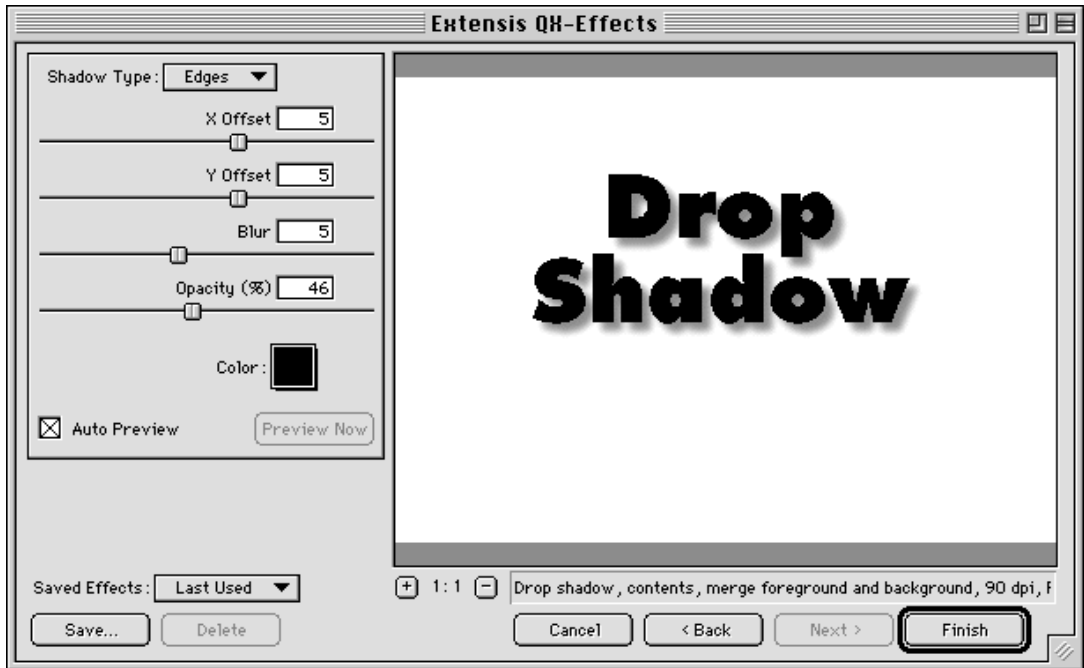 Extensis QX-Effects
Shadow Type: Edges
X Offset 5
Y Offset 5
Blur 5
Opacity (%) 46
Color:
Auto Preview
Preview Now
Drop
Shadow
Saved Effects: Last Used
+ 1:1 -
Drop shadow, contents, merge foreground and background, 90 dpi,
Save...
Delete
Cancel
< Back
Next >
Finish